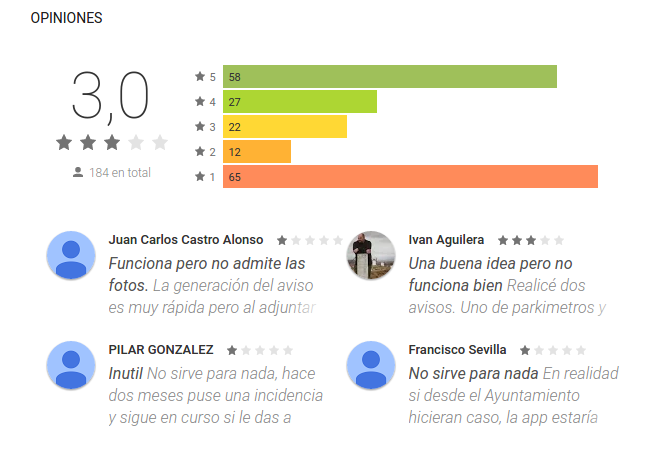 OPINIONES
3,0
184 en total
5 58
4 27
3 22
2 12
1 65
Juan Carlos Castro Alonso
Funciona pero no admite las
fotos. La generación del aviso
es muy rápida pero al adjuntar
Ivan Aguilera
Una buena idea pero no
funciona bien Realicé dos
avisos. Uno de parkimetros y
PILAR GONZALEZ
Inutil No sirve para nada, hace
dos meses puse una incidencia
y sigue en curso si le das a
Francisco Sevilla
No sirve para nada En realidad
si desde el Ayuntamiento
hicieran caso, la app estaría